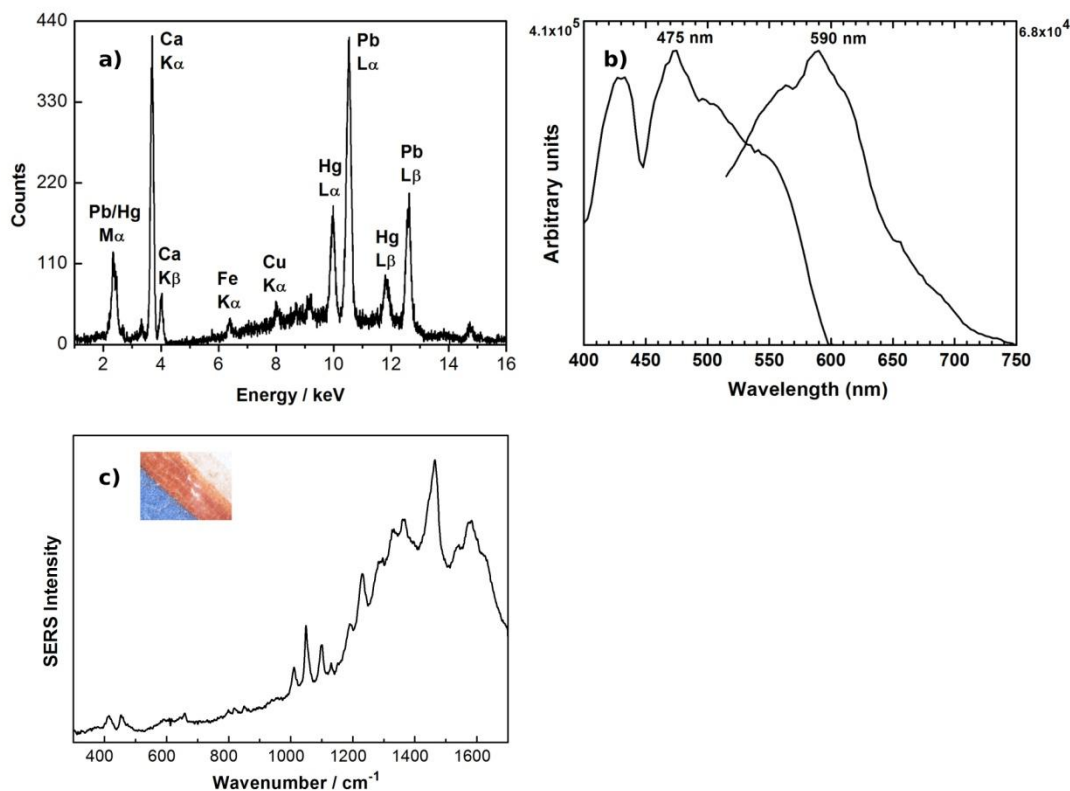 a)
440
330
220
110
0
Counts
Pb/Hg
Mα
Ca
Kα
Ca
Kβ
Fe
Kα
Cu
Kα
Hg
Lα
Pb
Lα
Hg
Lβ
Pb
Lβ
2 4 6 8 10 12 14 16
Energy / keV
b)
4.1x10⁵
6.8x10⁴
475 nm
590 nm
Arbitrary units
400 450 500 550 600 650 700 750
Wavelength (nm)
c)
SERS Intensity
400 600 800 1000 1200 1400 1600
Wavenumber / cm⁻¹